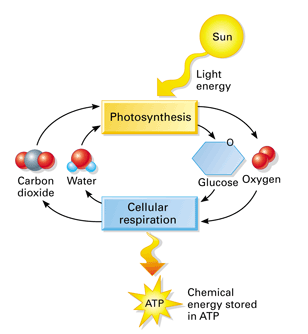 Sun
Light
energy
Photosynthesis
O
Carbon
dioxide
Water
Glucose
Oxygen
Cellular
respiration
ATP
Chemical
energy stored
in ATP